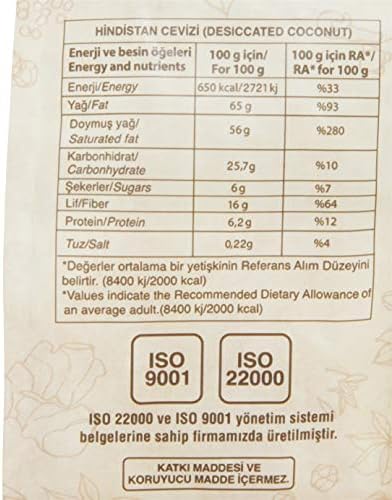 HİNDİSTAN CEVİZİ (DESICCATED COCONUT)
Enerji ve besin öğeleri 100 g için/ 100 g için RA*/
Energy and nutrients For 100 g RA* for 100 g
Enerji/Energy 650 kcal/2721 kj %33
Yağ/Fat 65 g %93
Doymuş yağ/
Saturated fat 56 g %280
Karbonhidrat/
Carbonhydrate 25,7g %10
Şekerler/Sugars 6 g %7
Lif/Fiber 16 g %64
Protein/Protein 6,2 g %12
Tuz/Salt 0,22g %4
*Değerler ortalama bir yetişkinin Referans Alım Düzeyini
belirtir. (8400 kj/2000 kcal)
*Values indicate the Recommended Dietary Allowance of
an average adult.(8400 kj/2000 kcal)
ISO ISO
9001 22000
ISO 22000 ve ISO 9001 yönetim sistemi
belgelerine sahip firmamızda üretilmiştir.
KATKI MADDESİ VE
KORUYUCU MADDE İÇERMEZ.